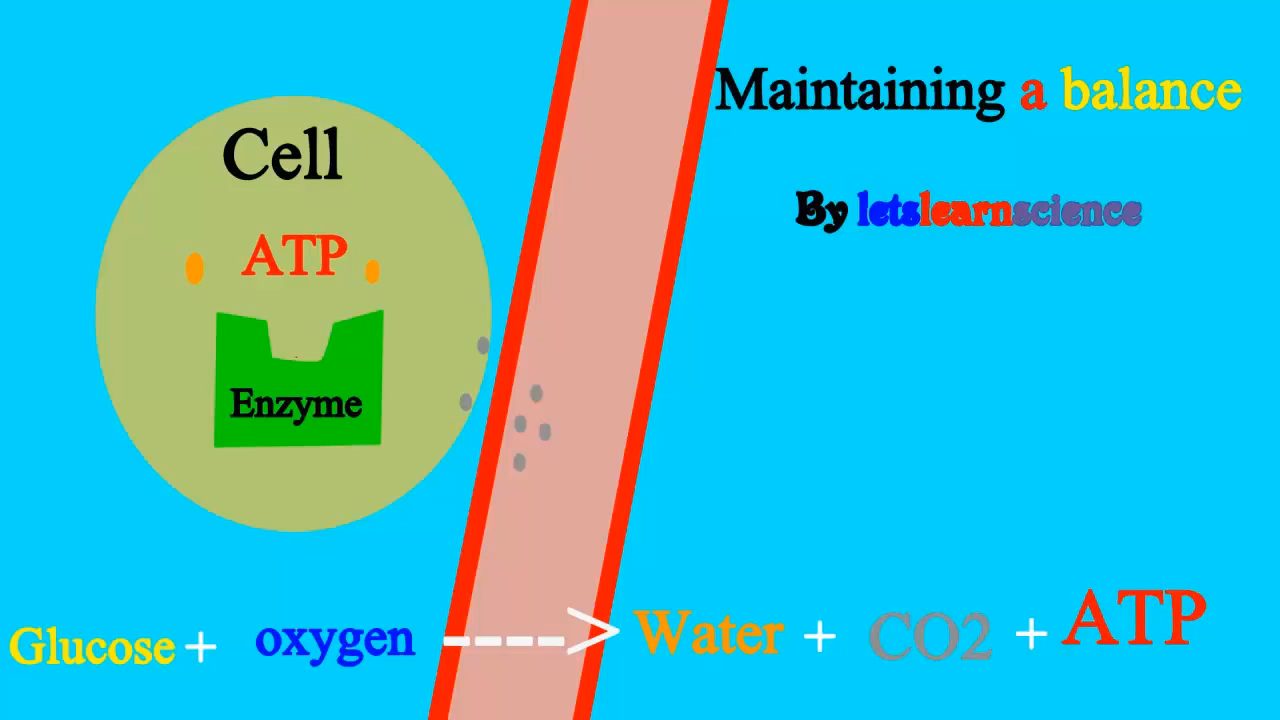 Maintaining a balance
By letslearnscience
Cell
ATP
Enzyme
Glucose + oxygen ----> Water + CO2 + ATP